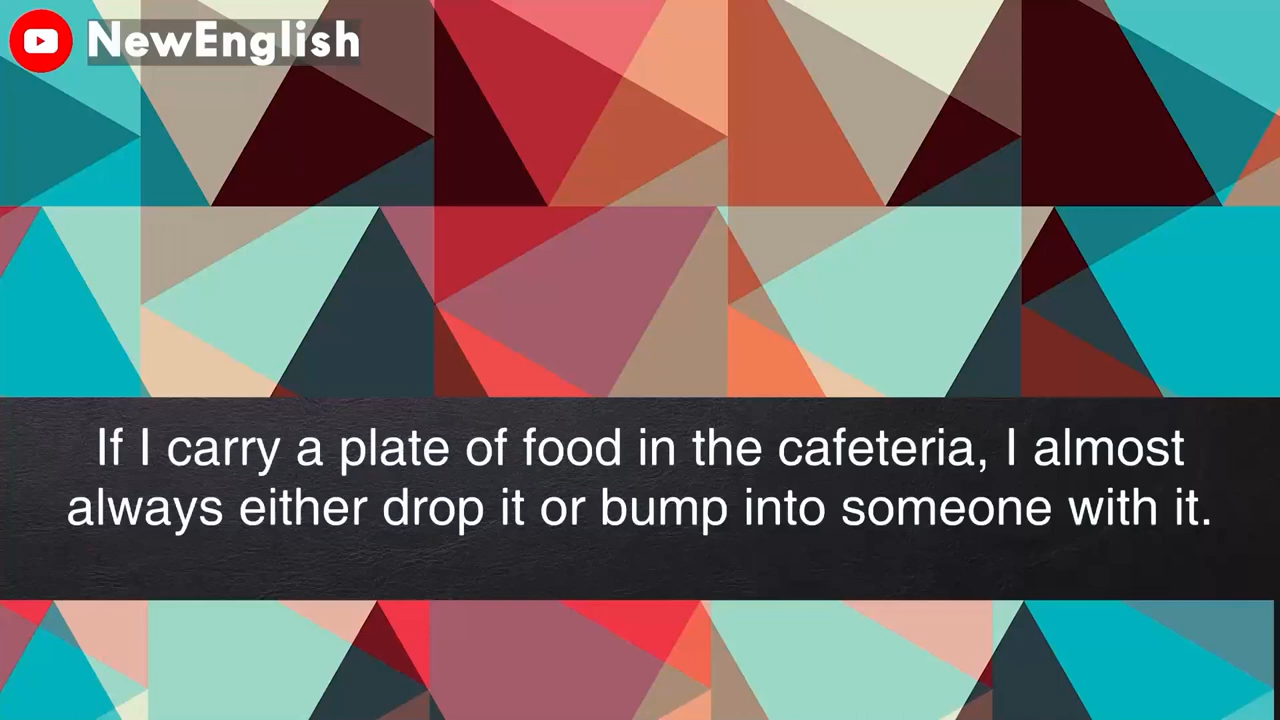 NewEnglish
If I carry a plate of food in the cafeteria, I almost
always either drop it or bump into someone with it.